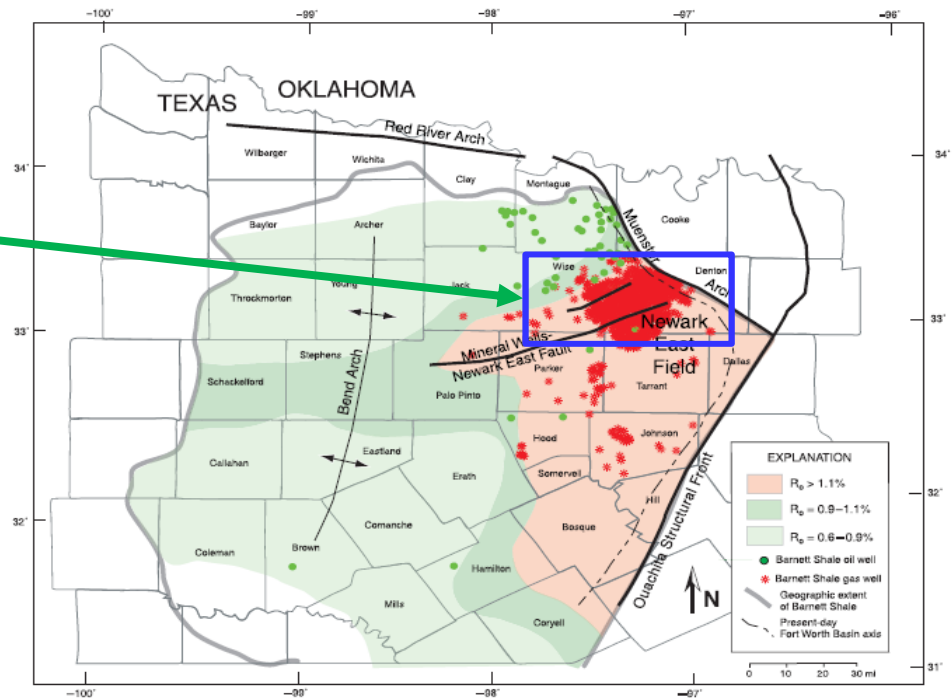 -100°
-99°
-98°
-97°
-96°
TEXAS
OKLAHOMA
Red River Arch
Wilbarger
Wichita
34°
34°
Clay
Montague
Cooke
Baylor
Archer
Muenster
Arch
Wise
Denton
Throckmorton
Young
Jack
33°
33°
Newark
East
Field
Mineral Wells-
Newark East Fault
Stephens
Dallas
Parker
Schackelford
Bend Arch
Palo Pinto
Tarrant
Hood
Johnson
Eastland
Callahan
Erath
Somervell
EXPLANATION
Rₒ > 1.1%
Rₒ = 0.9–1.1%
Rₒ = 0.6–0.9%
Barnett Shale oil well
Barnett Shale gas well
Geographic extent
of Barnett Shale
Present-day
Fort Worth Basin axis
0 10 20 30 mi
Hill
32°
32°
Ouachita Structural Front
Comanche
Bosque
Coleman
Brown
Hamilton
N
Mills
Coryell
31°
-100°
-99°
-98°
-97°